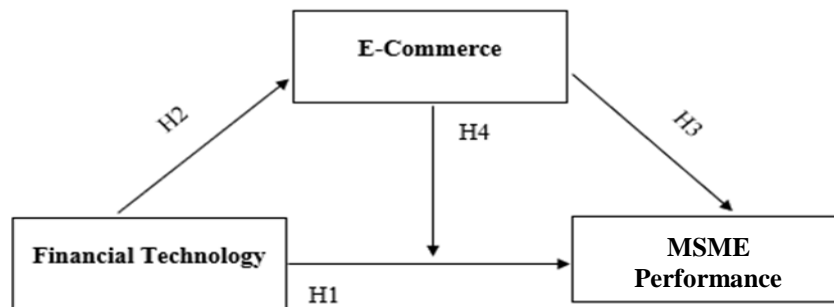 E-Commerce
H2
H3
H4
Financial Technology
MSME
Performance
H1